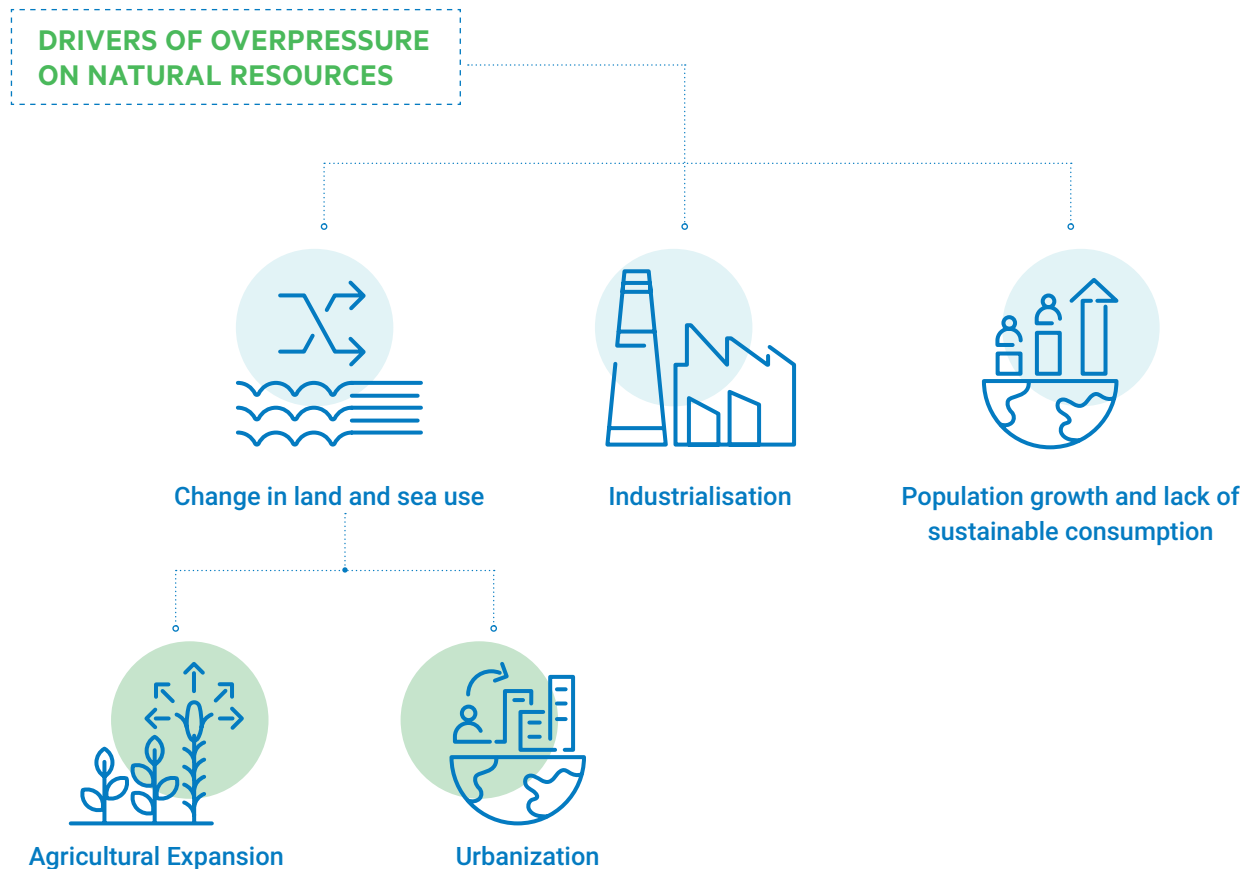 DRIVERS OF OVERPRESSURE
ON NATURAL RESOURCES
Change in land and sea use
Industrialisation
Population growth and lack of
sustainable consumption
Agricultural Expansion
Urbanization